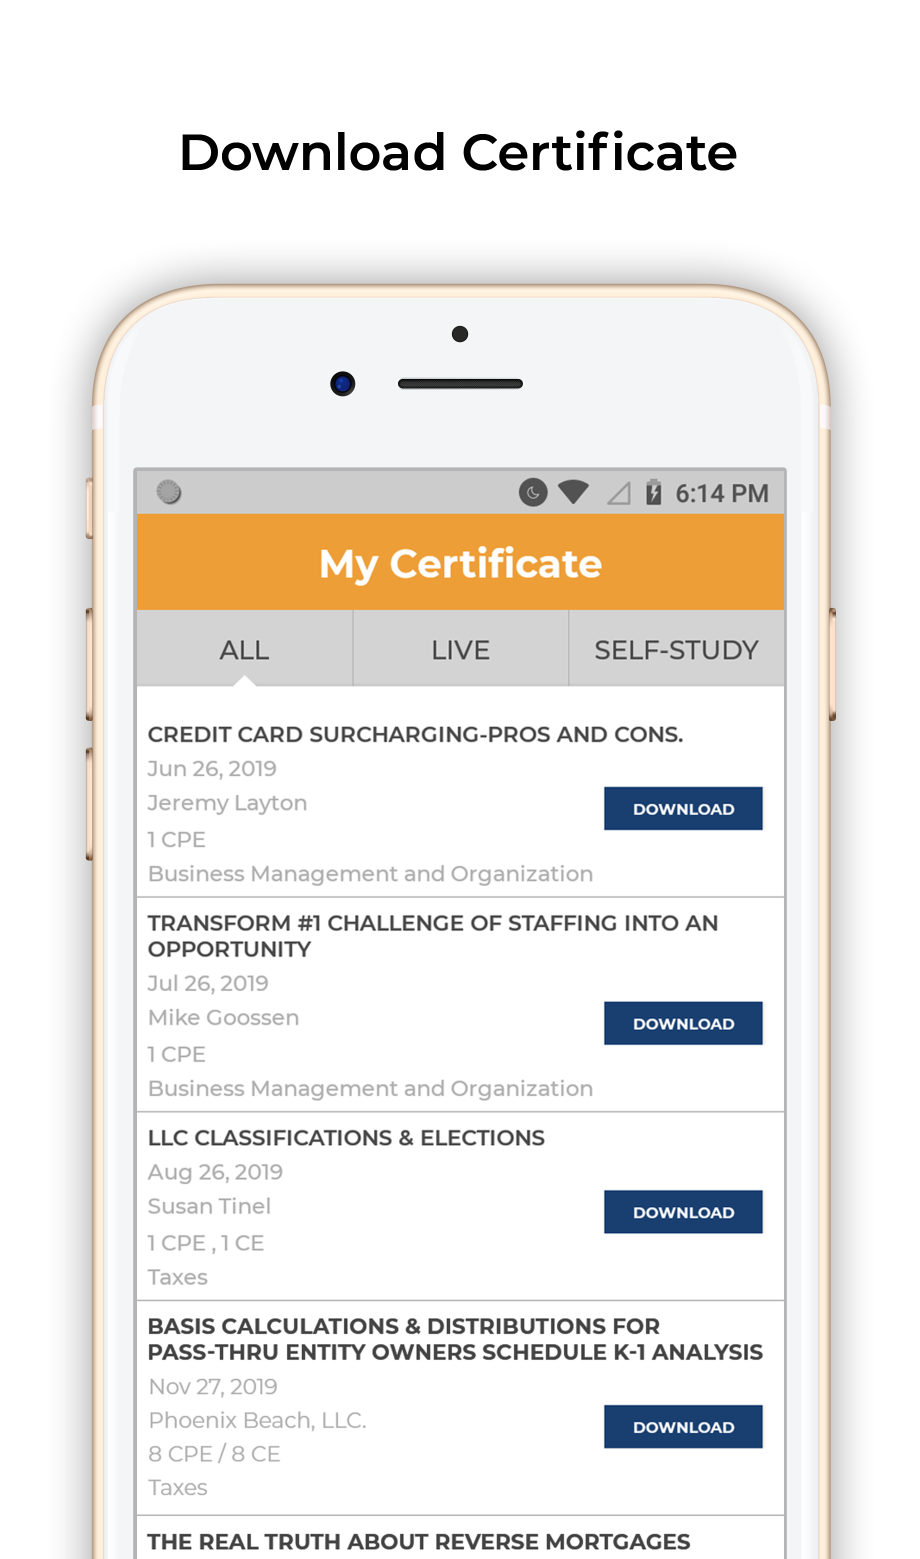 Download Certificate
6:14 PM
My Certificate
ALL LIVE SELF-STUDY
CREDIT CARD SURCHARGING-PROS AND CONS.
Jun 26, 2019
Jeremy Layton
DOWNLOAD
1 CPE
Business Management and Organization
TRANSFORM #1 CHALLENGE OF STAFFING INTO AN
OPPORTUNITY
Jul 26, 2019
Mike Goossen
DOWNLOAD
1 CPE
Business Management and Organization
LLC CLASSIFICATIONS & ELECTIONS
Aug 26, 2019
Susan Tinel
DOWNLOAD
1 CPE , 1 CE
Taxes
BASIS CALCULATIONS & DISTRIBUTIONS FOR
PASS-THRU ENTITY OWNERS SCHEDULE K-1 ANALYSIS
Nov 27, 2019
Phoenix Beach, LLC.
DOWNLOAD
8 CPE / 8 CE
Taxes
THE REAL TRUTH ABOUT REVERSE MORTGAGES